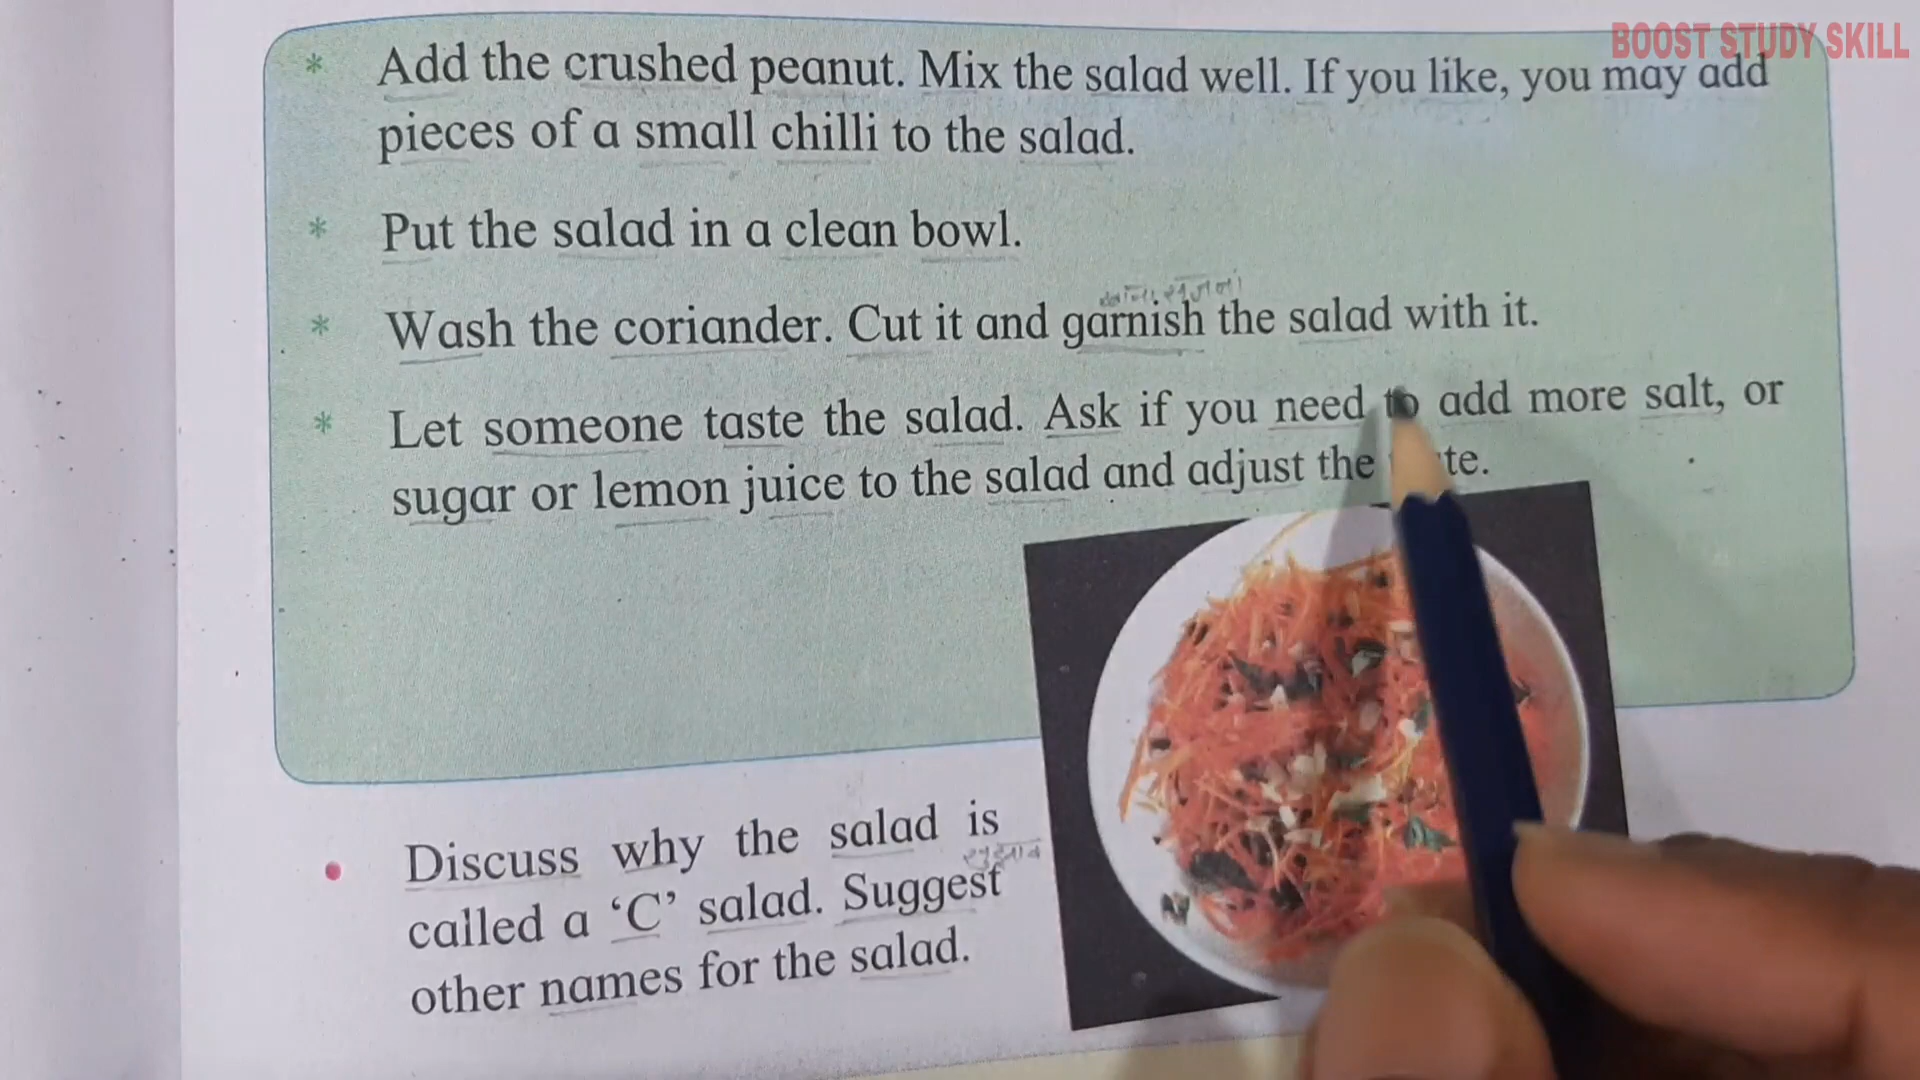 BOOST STUDY SKILL
* Add the crushed peanut. Mix the salad well. If you like, you may add
pieces of a small chilli to the salad.
* Put the salad in a clean bowl.
* Wash the coriander. Cut it and garnish the salad with it.
* Let someone taste the salad. Ask if you need to add more salt, or
sugar or lemon juice to the salad and adjust the
• Discuss why the salad is
called a ‘C’ salad. Suggest
other names for the salad.